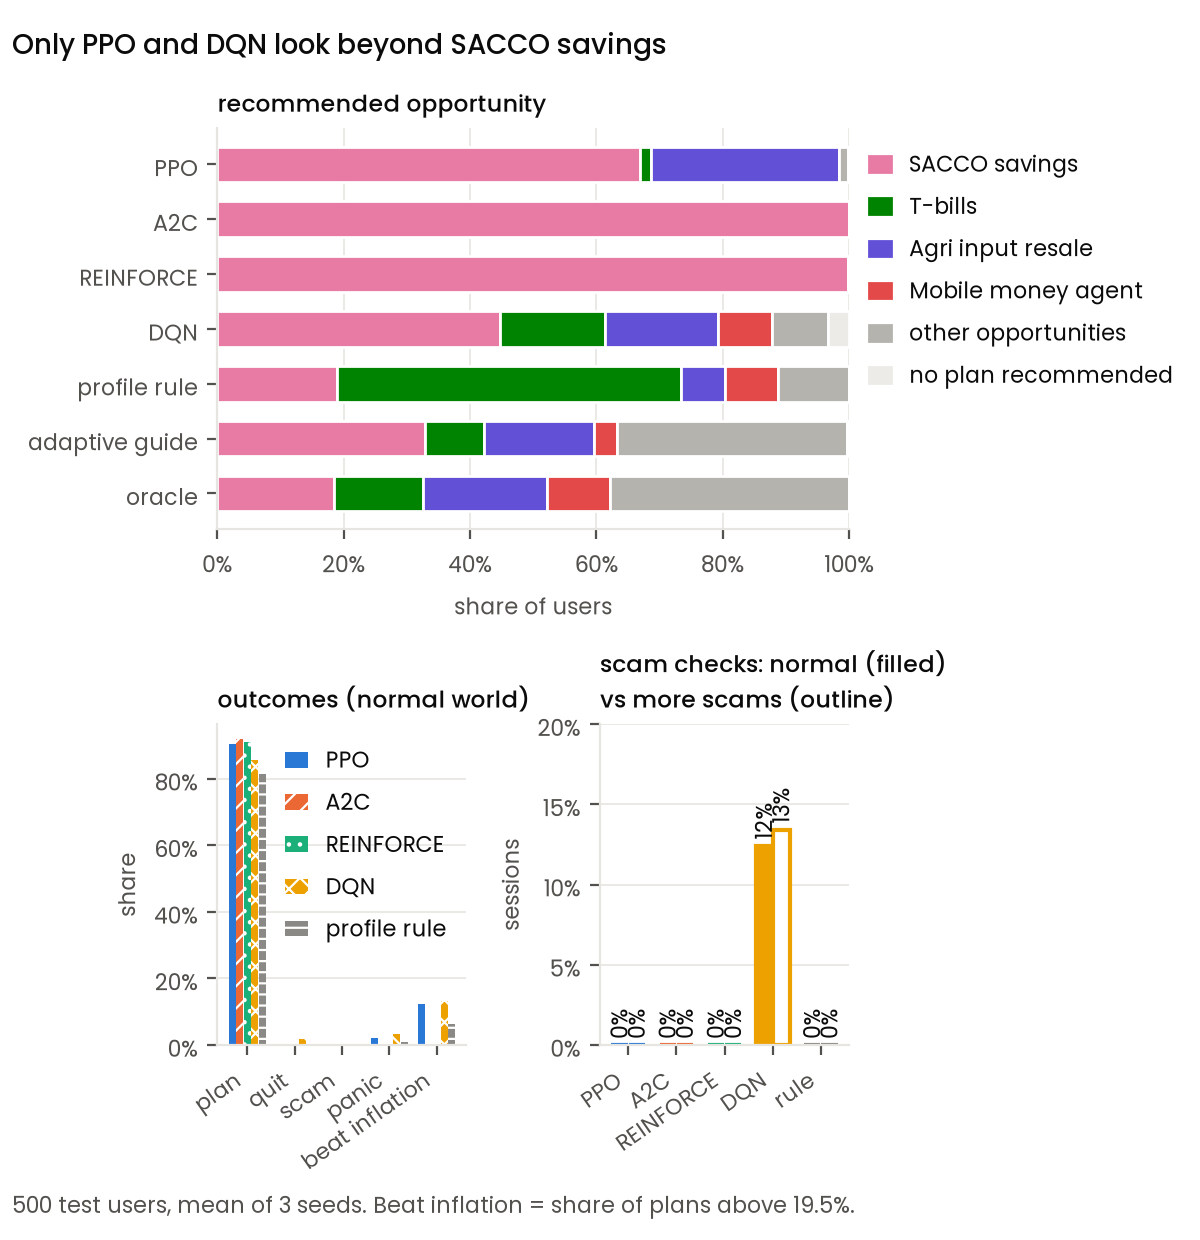 Only PPO and DQN look beyond SACCO savings
recommended opportunity
PPO
A2C
REINFORCE
DQN
profile rule
adaptive guide
oracle
0%
20%
40%
60%
80%
100%
share of users
SACCO savings
T-bills
Agri input resale
Mobile money agent
other opportunities
no plan recommended
outcomes (normal world)
share
80%
60%
40%
20%
0%
PPO
A2C
REINFORCE
DQN
profile rule
plan
quit
scam
panic
beat inflation
scam checks: normal (filled)
vs more scams (outline)
sessions
20%
15%
10%
5%
0%
0%
0%
0%
0%
0%
0%
12%
13%
0%
0%
PPO
A2C
REINFORCE
DQN
rule
500 test users, mean of 3 seeds. Beat inflation = share of plans above 19.5%.